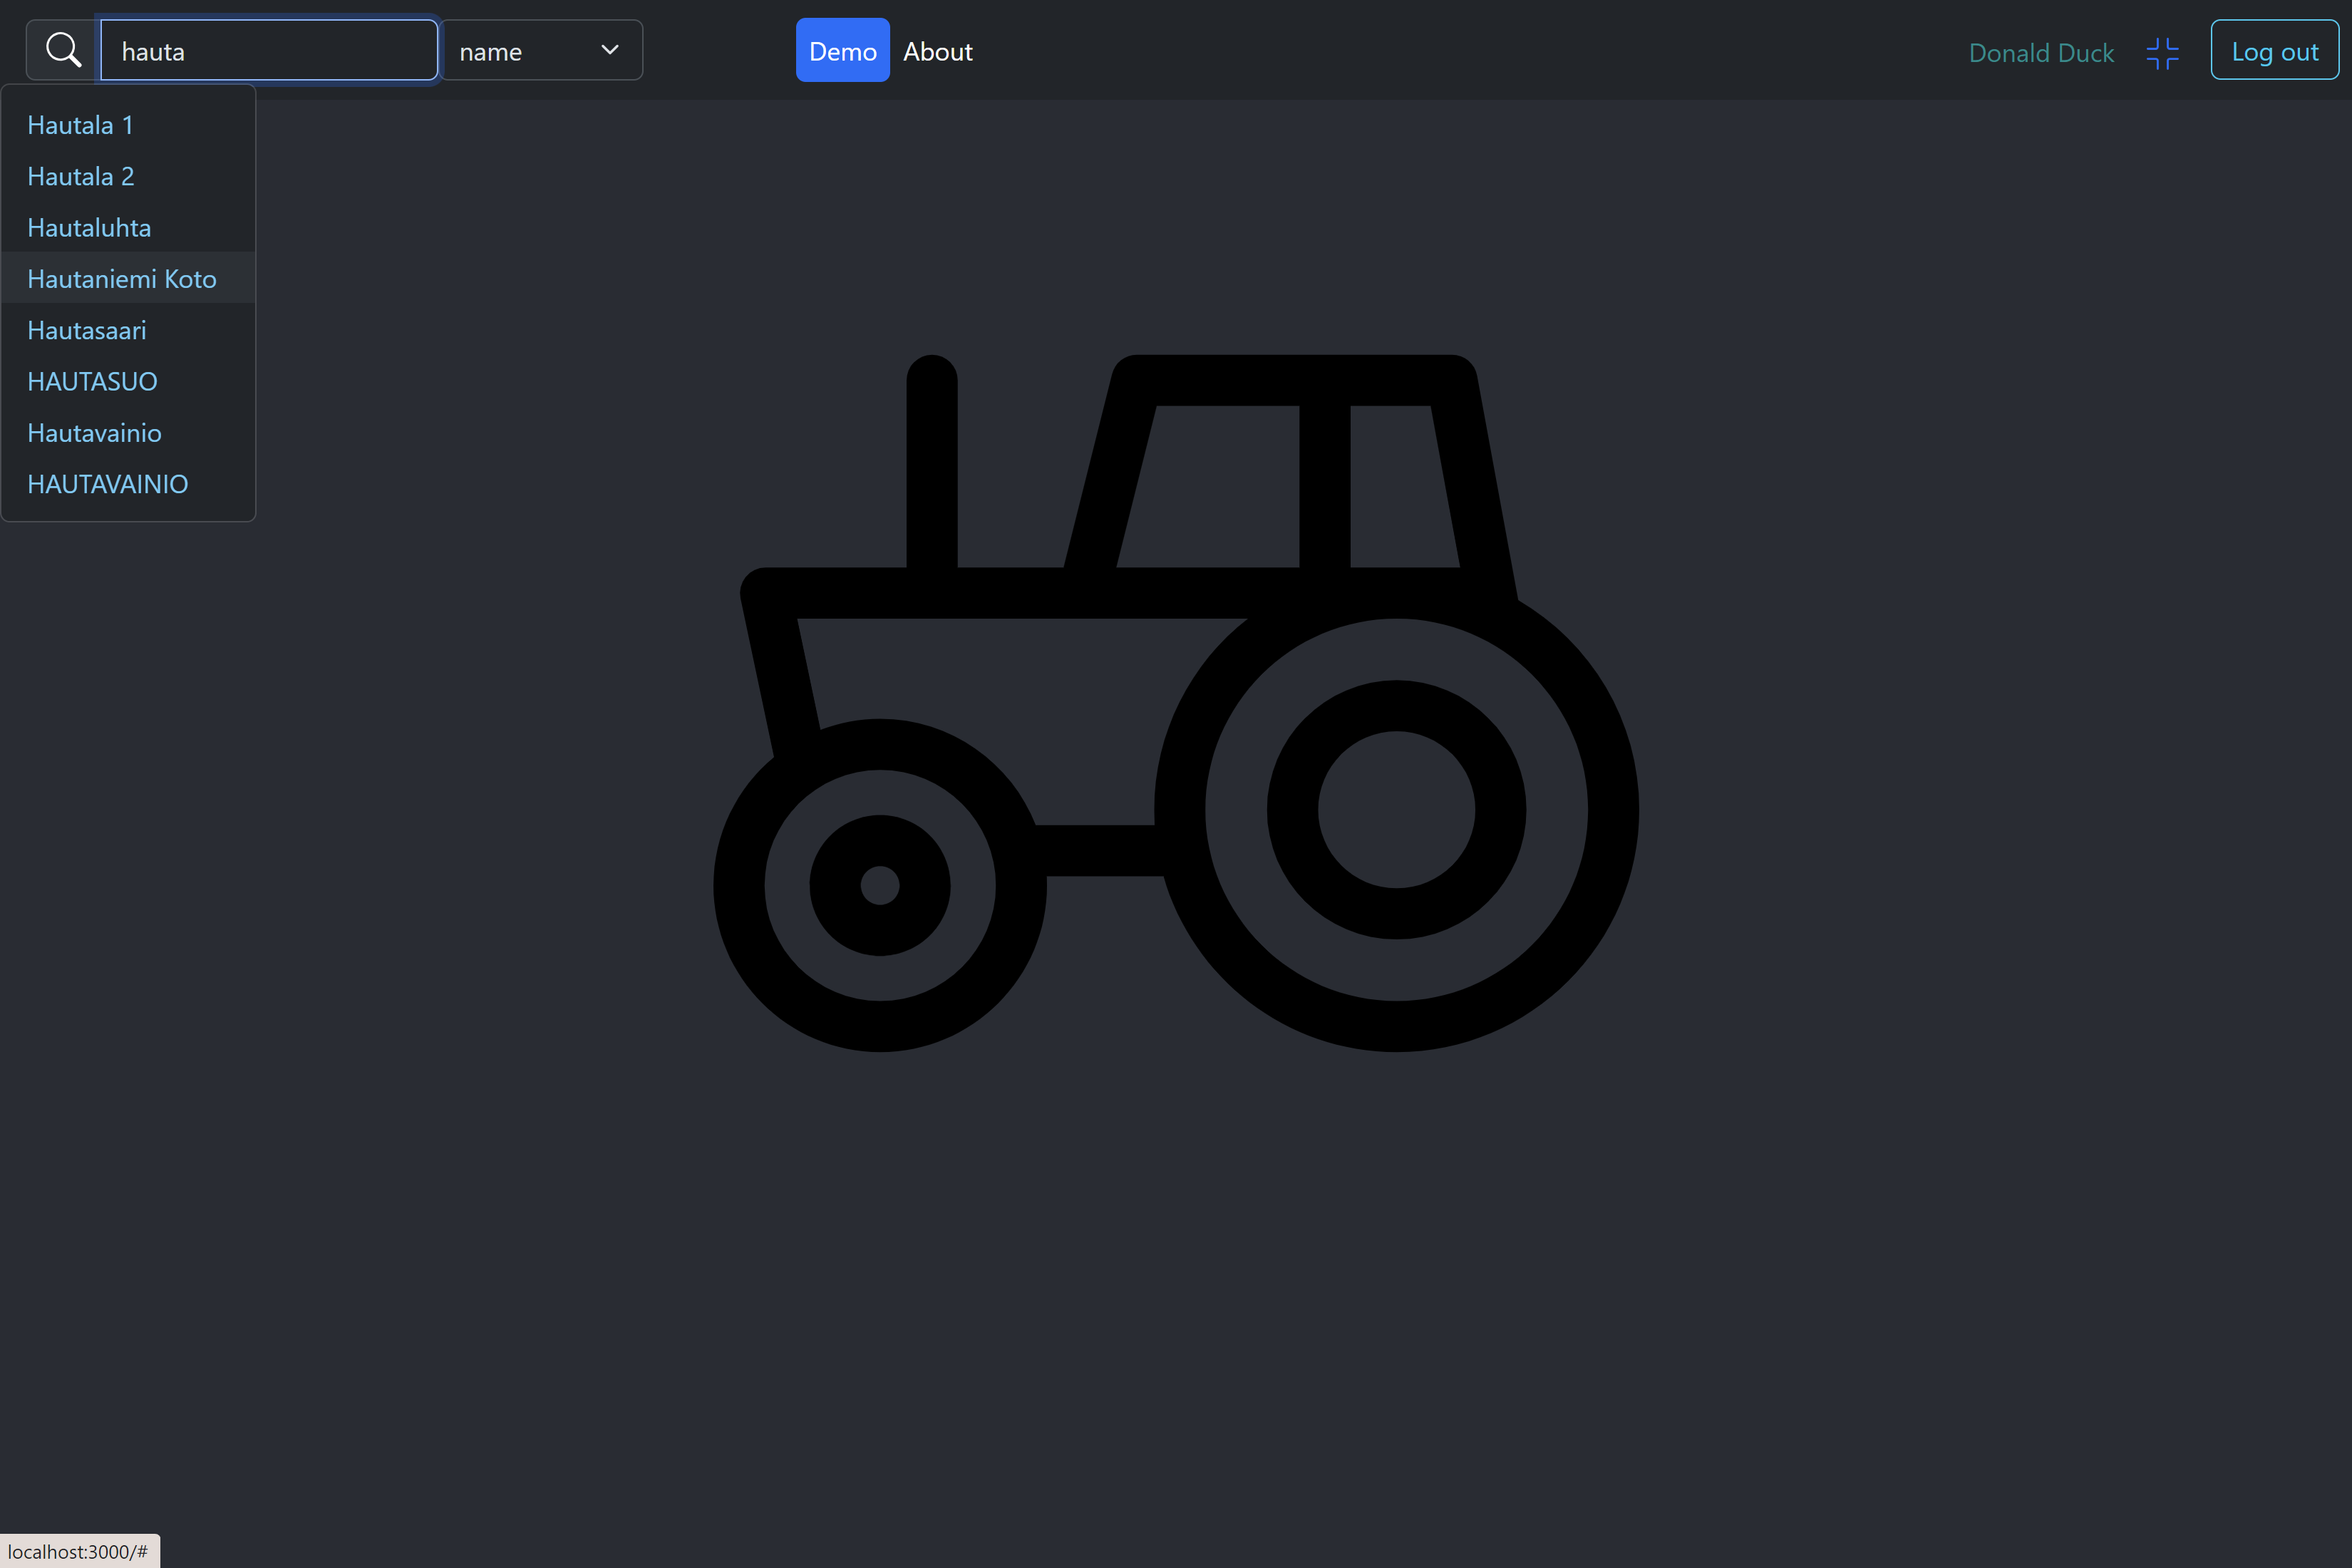 hauta name Demo About Donald Duck Log out
Hautala 1
Hautala 2
Hautaluhta
Hautaniemi Koto
Hautasaari
HAUTASUO
Hautavainio
HAUTAVAINIO
localhost:3000/#